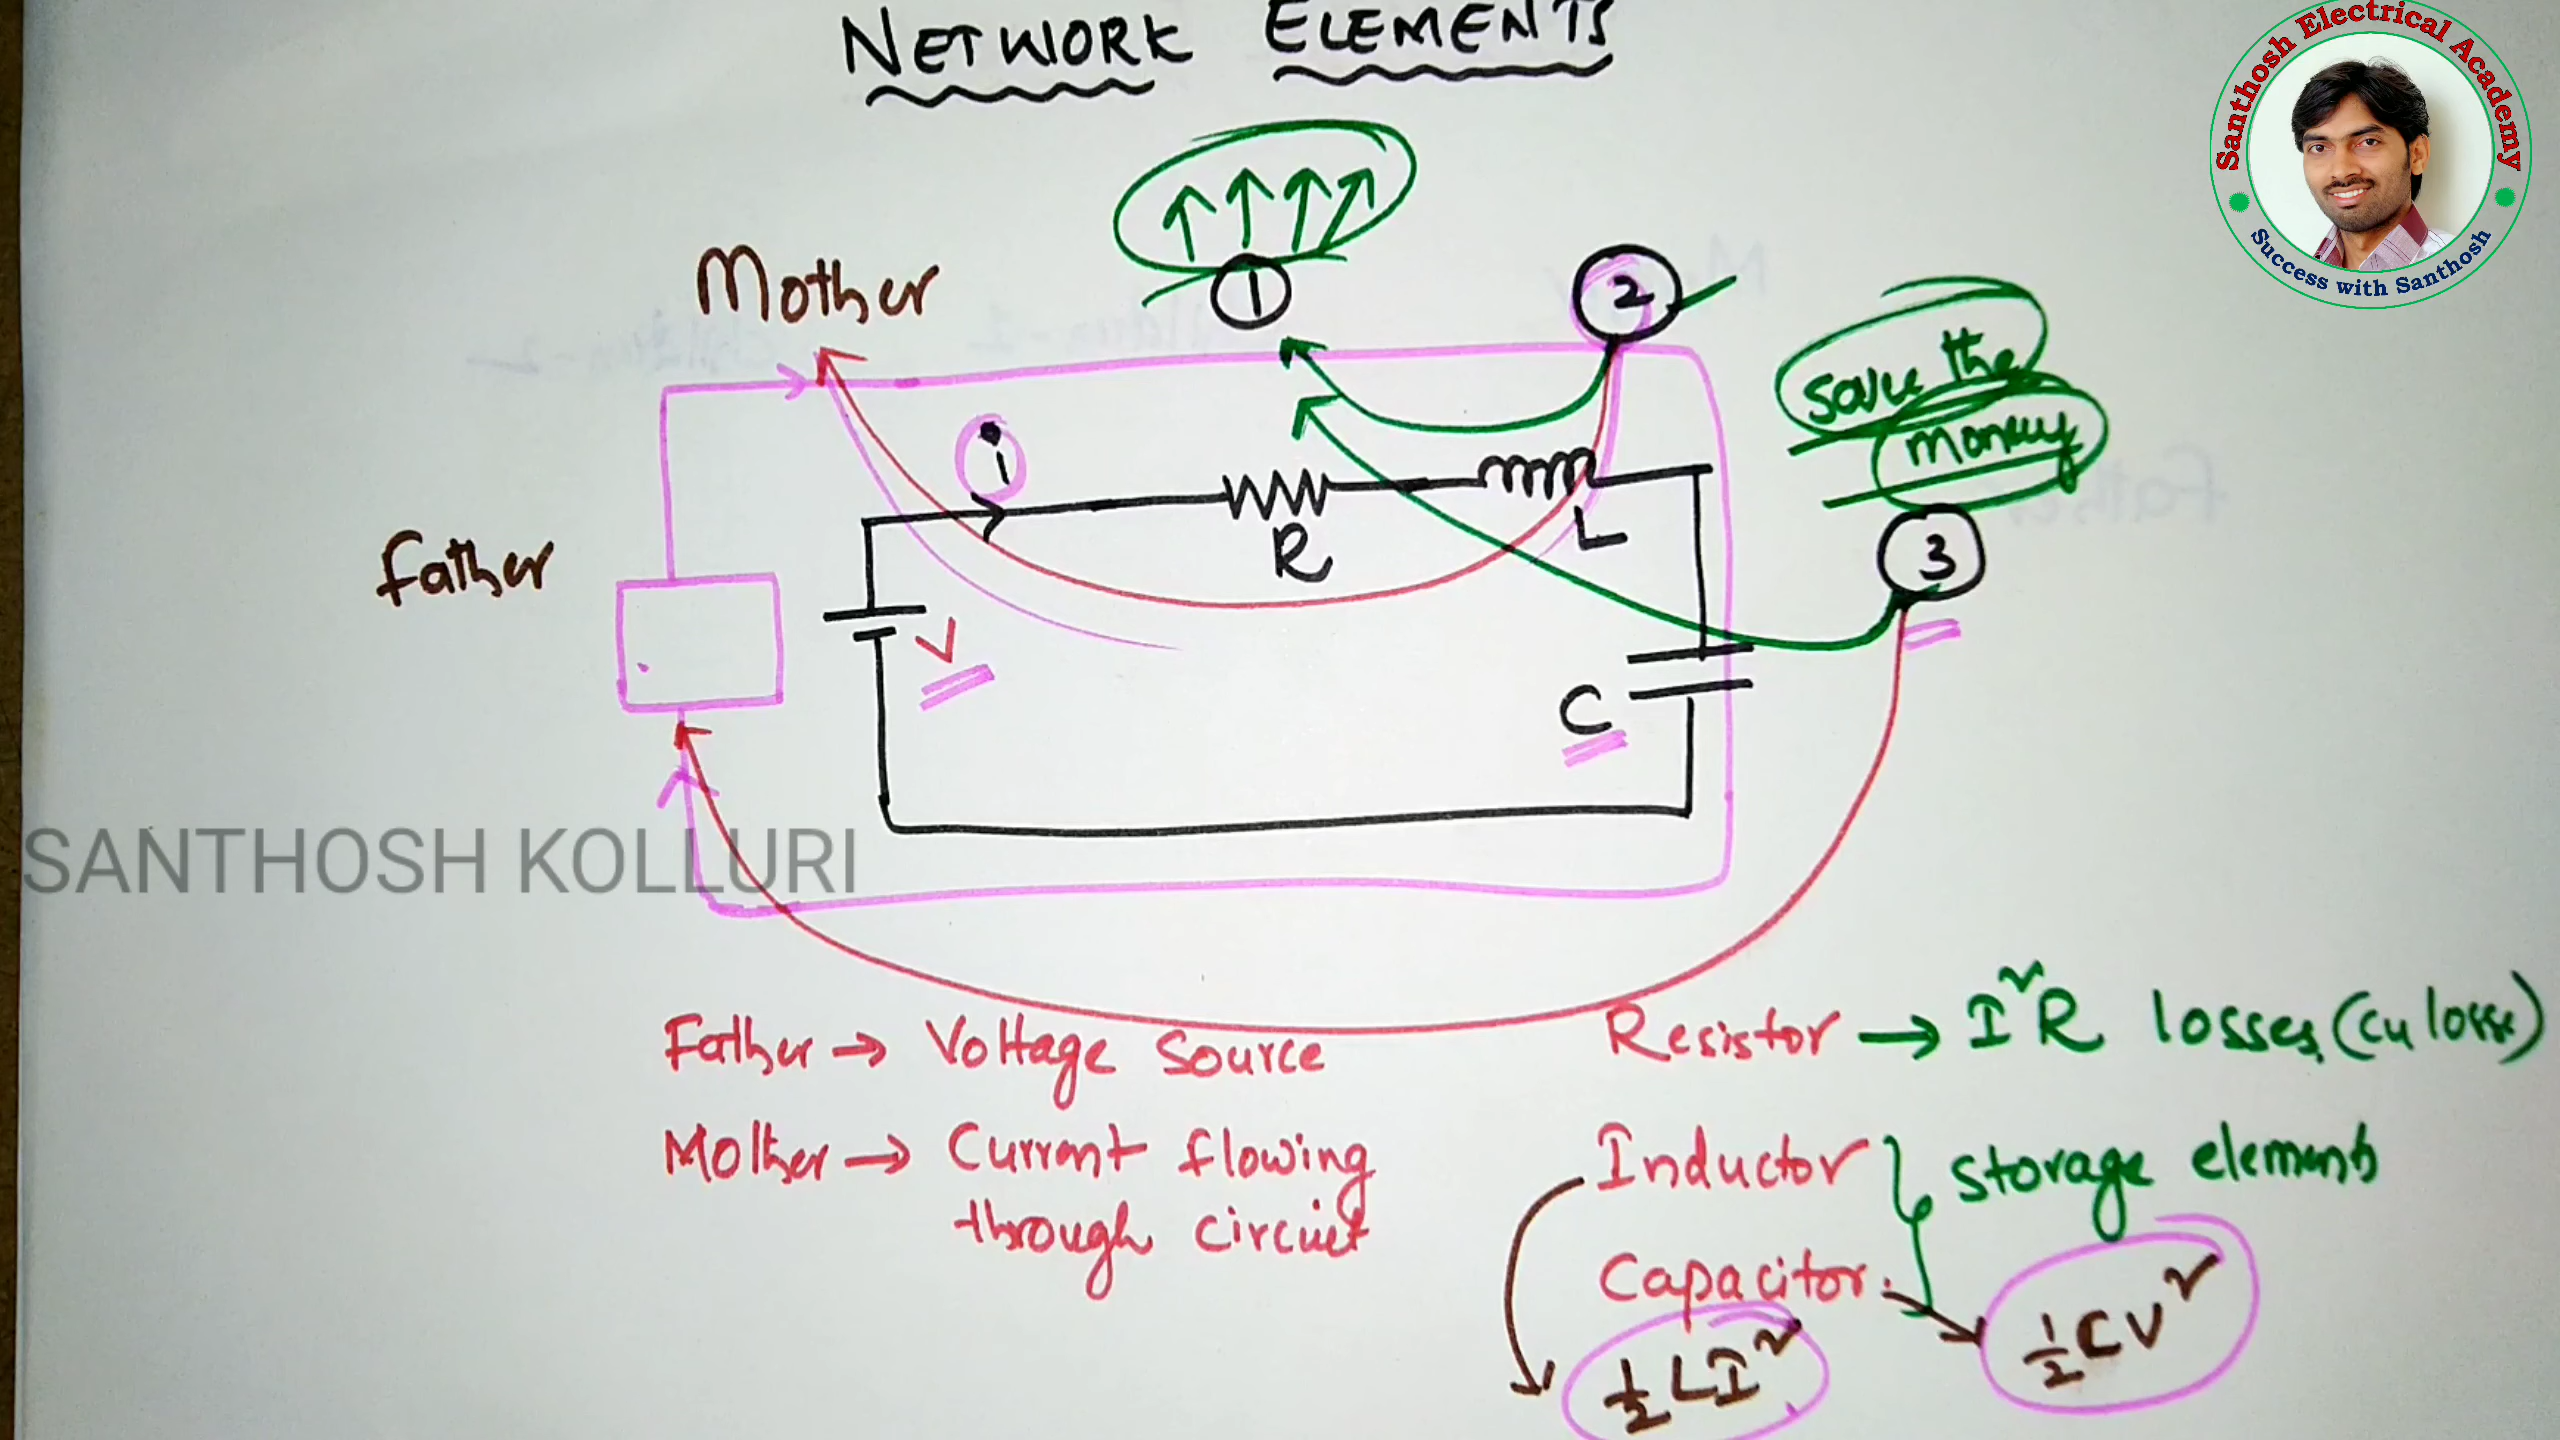 NETWORK ELEMENTS
Santhosh Electrical Academy
Success with Santhosh
Mother
1
2
save the
money
i
3
R
L
Father
V
C
SANTHOSH KOLLURI
Father → Voltage Source
Resistor → I²R losses, (Cu losse)
Mother → Current flowing
through circuit
Inductor } storage elements
Capacitor
½CV²
½LI²